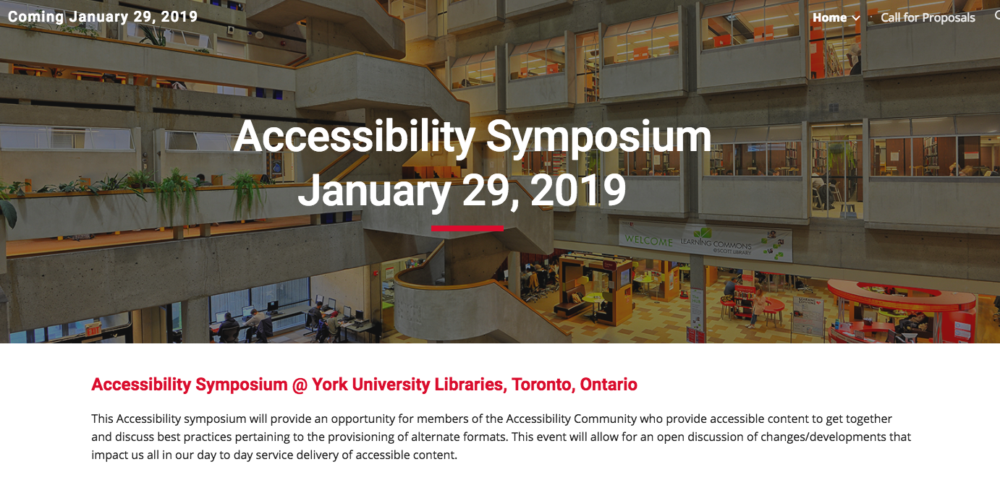 Coming January 29, 2019
Home
Call for Proposals
Accessibility Symposium
January 29, 2019
WELCOME
LEARNING COMMONS
@SCOTT LIBRARY
LEARNING
COMMONS
Accessibility Symposium @ York University Libraries, Toronto, Ontario
This Accessibility symposium will provide an opportunity for members of the Accessibility Community who provide accessible content to get together
and discuss best practices pertaining to the provisioning of alternate formats. This event will allow for an open discussion of changes/developments that
impact us all in our day to day service delivery of accessible content.